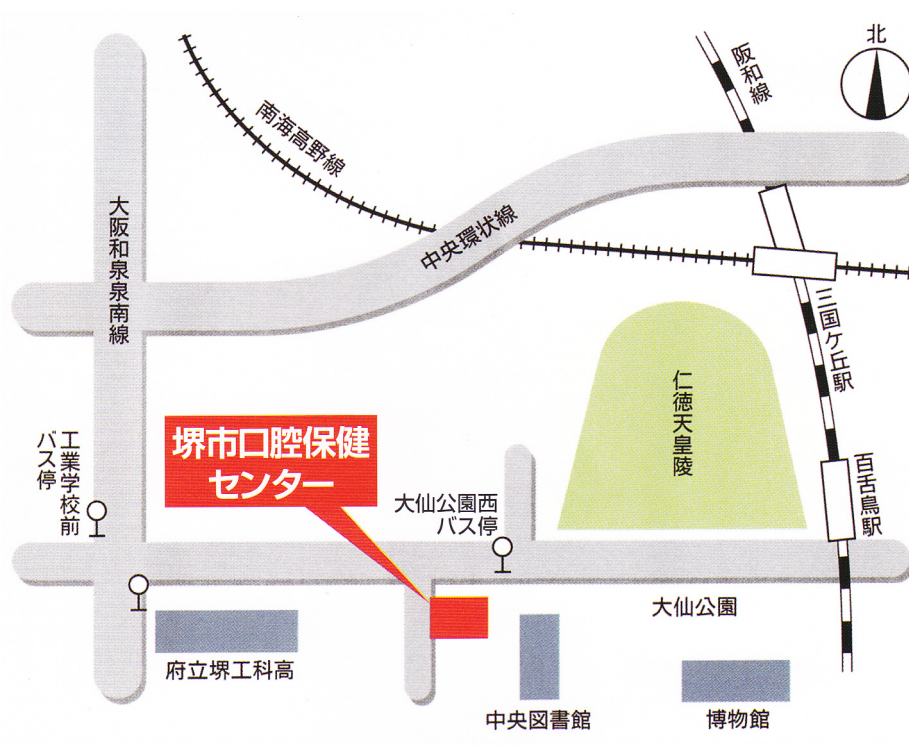 北
阪和線
南海高野線
中央環状線
大阪和泉泉南線
三国ケ丘駅
仁徳天皇陵
堺市口腔保健
センター
工業学校前
バス停
大仙公園西
バス停
百舌鳥駅
大仙公園
府立堺工科高
中央図書館
博物館